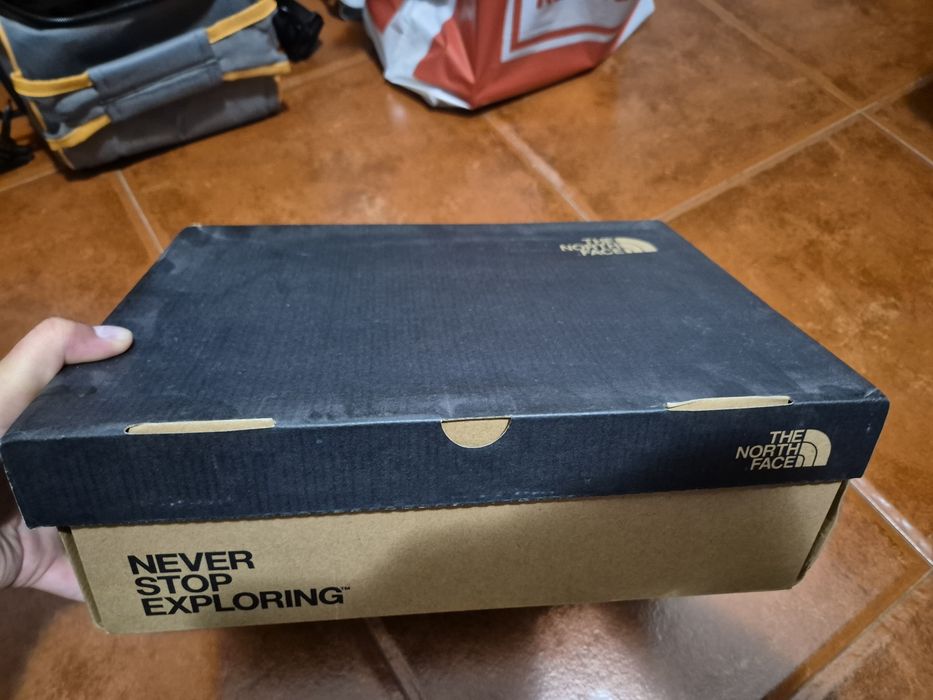 THE
NORTH
FACE
THE
NORTH
FACE
NEVER
STOP
EXPLORING™